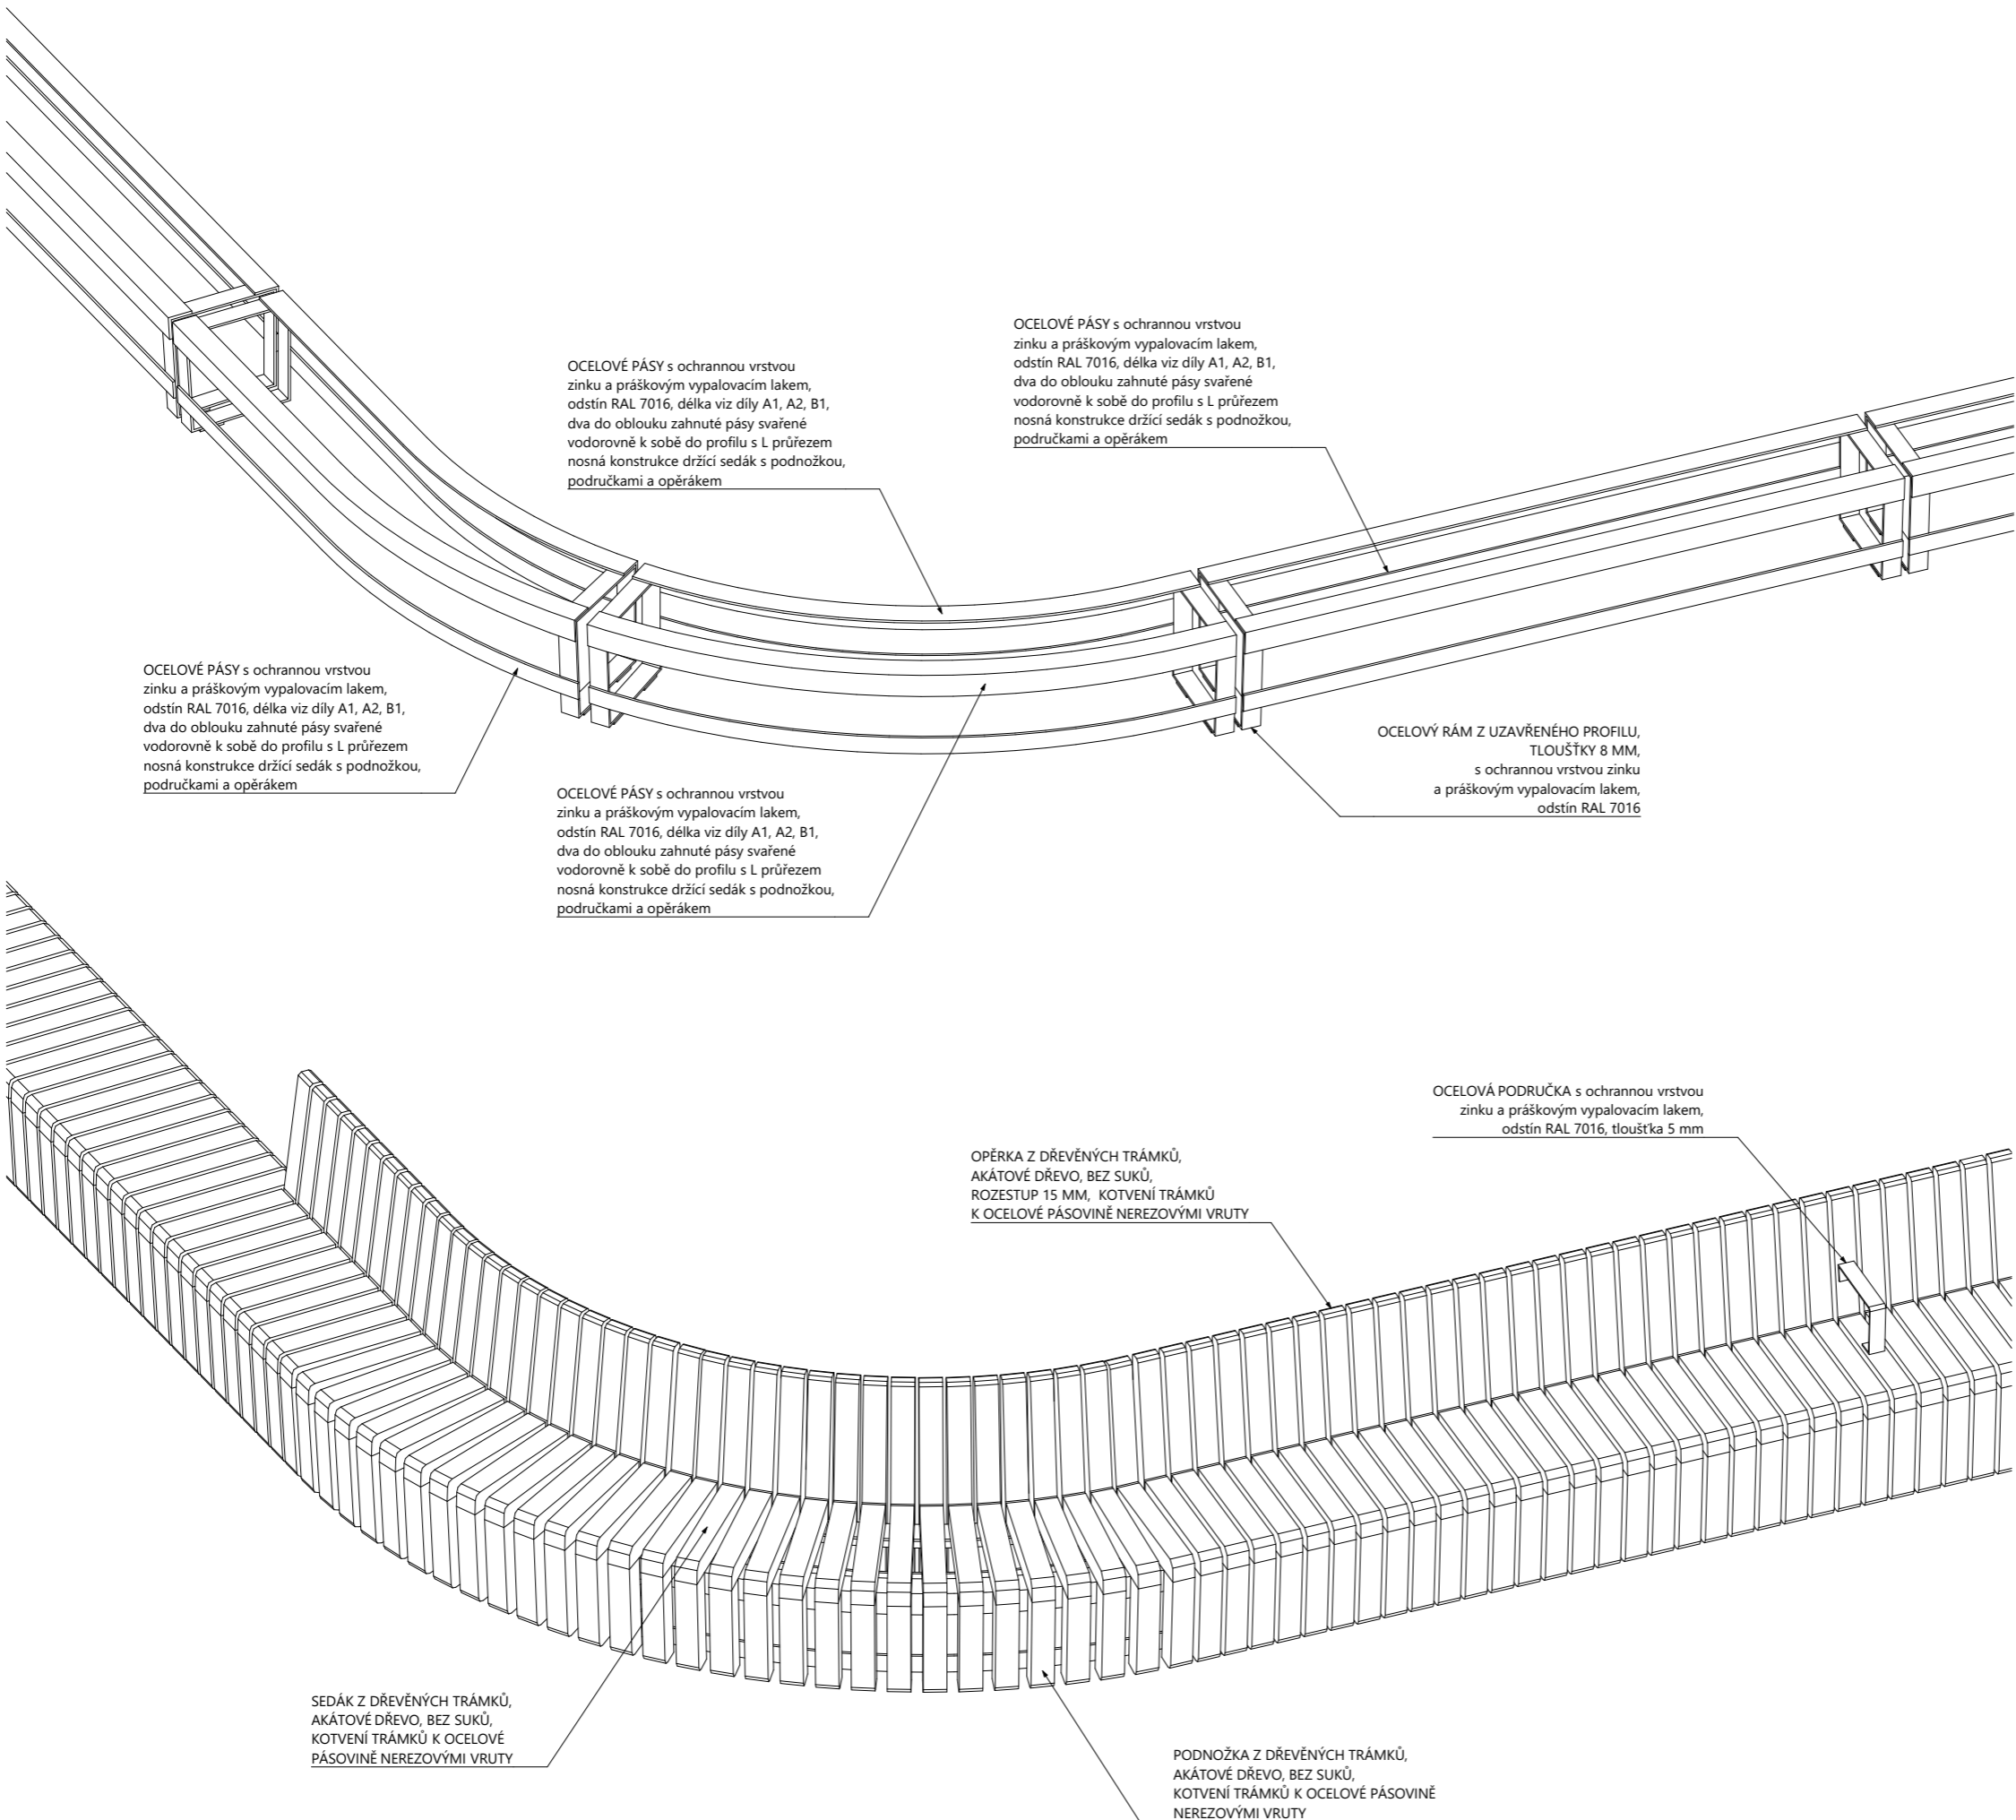 OCELOVÉ PÁSY s ochrannou vrstvou
zinku a práškovým vypalovacím lakem,
odstín RAL 7016, délka viz díly A1, A2, B1,
dva do oblouku zahnuté pásy svařené
vodorovně k sobě do profilu s L průřezem
nosná konstrukce držící sedák s podnožkou,
područkami a opěrákem
OCELOVÉ PÁSY s ochrannou vrstvou
zinku a práškovým vypalovacím lakem,
odstín RAL 7016, délka viz díly A1, A2, B1,
dva do oblouku zahnuté pásy svařené
vodorovně k sobě do profilu s L průřezem
nosná konstrukce držící sedák s podnožkou,
područkami a opěrákem
OCELOVÉ PÁSY s ochrannou vrstvou
zinku a práškovým vypalovacím lakem,
odstín RAL 7016, délka viz díly A1, A2, B1,
dva do oblouku zahnuté pásy svařené
vodorovně k sobě do profilu s L průřezem
nosná konstrukce držící sedák s podnožkou,
područkami a opěrákem
OCELOVÝ RÁM Z UZAVŘENÉHO PROFILU,
TLOUŠŤKY 8 MM,
s ochrannou vrstvou zinku
a práškovým vypalovacím lakem,
odstín RAL 7016
OCELOVÉ PÁSY s ochrannou vrstvou
zinku a práškovým vypalovacím lakem,
odstín RAL 7016, délka viz díly A1, A2, B1,
dva do oblouku zahnuté pásy svařené
vodorovně k sobě do profilu s L průřezem
nosná konstrukce držící sedák s podnožkou,
područkami a opěrákem
OCELOVÁ PODRUČKA s ochrannou vrstvou
zinku a práškovým vypalovacím lakem,
odstín RAL 7016, tloušťka 5 mm
OPĚRKA Z DŘEVĚNÝCH TRÁMKŮ,
AKÁTOVÉ DŘEVO, BEZ SUKŮ,
ROZESTUP 15 MM, KOTVENÍ TRÁMKŮ
K OCELOVÉ PÁSOVINĚ NEREZOVÝMI VRUTY
SEDÁK Z DŘEVĚNÝCH TRÁMKŮ,
AKÁTOVÉ DŘEVO, BEZ SUKŮ,
KOTVENÍ TRÁMKŮ K OCELOVÉ
PÁSOVINĚ NEREZOVÝMI VRUTY
PODNOŽKA Z DŘEVĚNÝCH TRÁMKŮ,
AKÁTOVÉ DŘEVO, BEZ SUKŮ,
KOTVENÍ TRÁMKŮ K OCELOVÉ PÁSOVINĚ
NEREZOVÝMI VRUTY